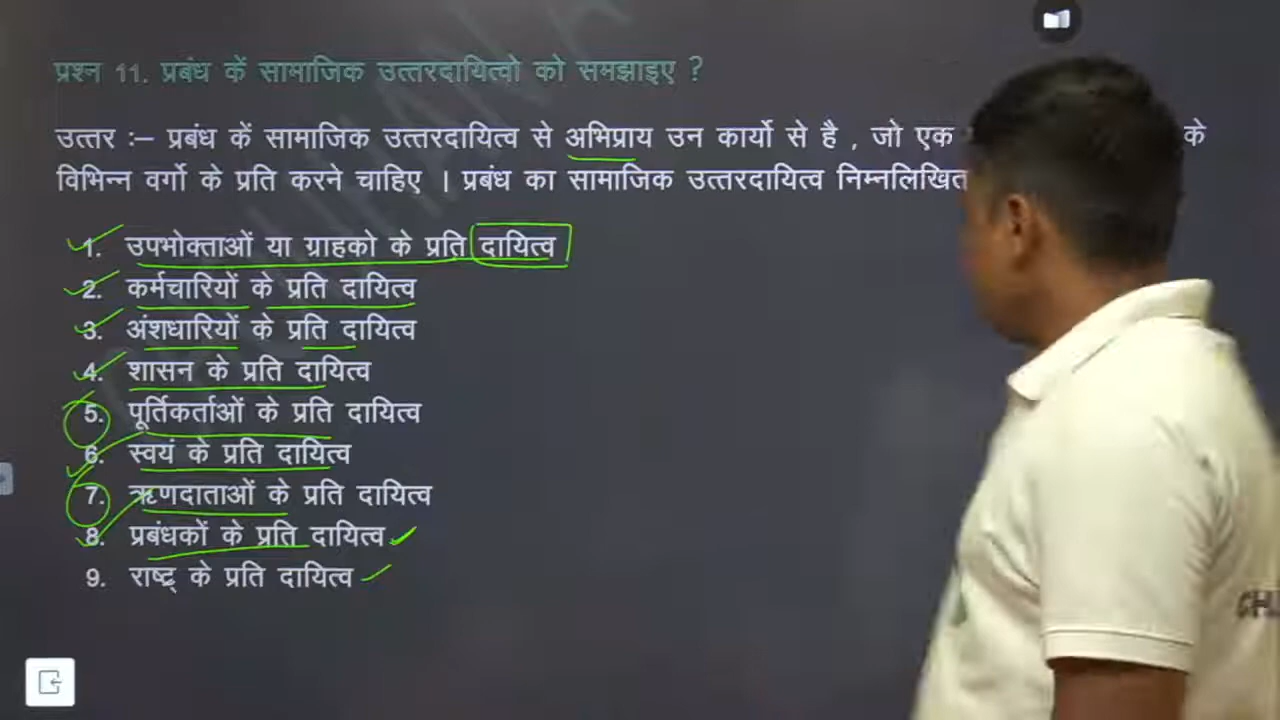 प्रश्न 11. प्रबंध कें सामाजिक उत्तरदायित्वो को समझाइए ?
उत्तर :– प्रबंध कें सामाजिक उत्तरदायित्व से अभिप्राय उन कार्यो से है , जो एक के
विभिन्न वर्गो के प्रति करने चाहिए । प्रबंध का सामाजिक उत्तरदायित्व निम्नलिखित
1. उपभोक्ताओं या ग्राहको के प्रति दायित्व
2. कर्मचारियों के प्रति दायित्व
3. अंशधारियों के प्रति दायित्व
4. शासन के प्रति दायित्व
5. पूर्तिकर्ताओं के प्रति दायित्व
6. स्वयं के प्रति दायित्व
7. ऋणदाताओं के प्रति दायित्व
8. प्रबंधकों के प्रति दायित्व
9. राष्ट्र् के प्रति दायित्व